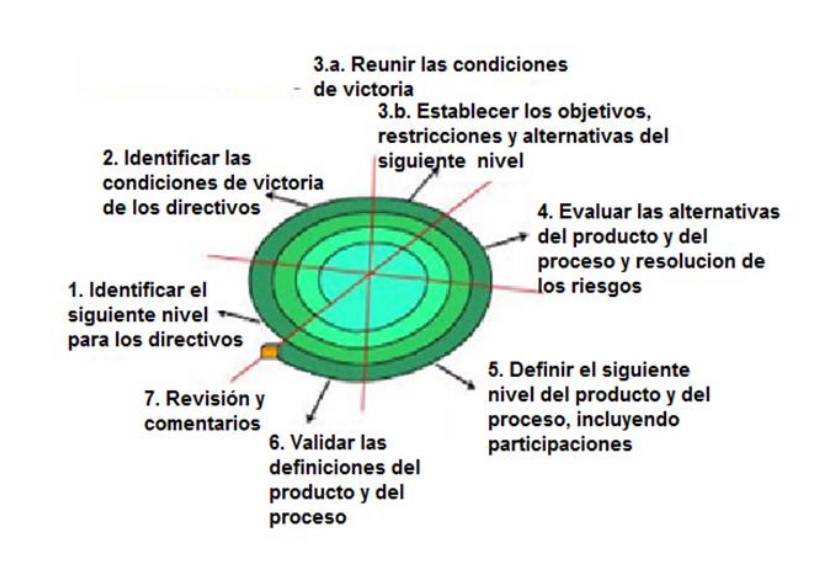 3.a. Reunir las condiciones
de victoria
3.b. Establecer los objetivos,
restricciones y alternativas del
siguiente nivel
2. Identificar las
condiciones de victoria
de los directivos
4. Evaluar las alternativas
del producto y del
proceso y resolucion de
los riesgos
1. Identificar el
siguiente nivel
para los directivos
5. Definir el siguiente
nivel del producto y del
proceso, incluyendo
participaciones
7. Revisión y
comentarios
6. Validar las
definiciones del
producto y del
proceso